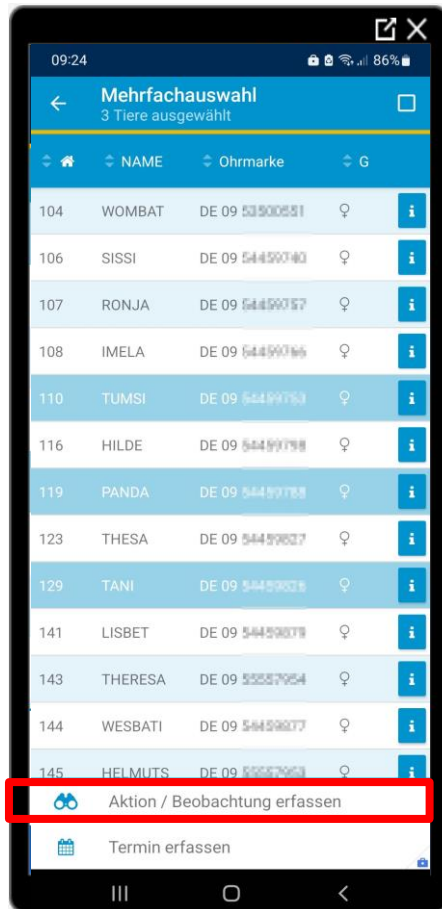 09:24 86%
Mehrfachauswahl
3 Tiere ausgewählt
NAME Ohrmarke G
104 WOMBAT DE 09 ♀ i
106 SISSI DE 09 ♀ i
107 RONJA DE 09 ♀ i
108 IMELA DE 09 ♀ i
110 TUMSI DE 09 ♀ i
116 HILDE DE 09 ♀ i
119 PANDA DE 09 ♀ i
123 THESA DE 09 ♀ i
129 TANI DE 09 ♀ i
141 LISBET DE 09 ♀ i
143 THERESA DE 09 ♀ i
144 WESBATI DE 09 ♀ i
145 HELMUTS DE 09 ♀ i
Aktion / Beobachtung erfassen
Termin erfassen